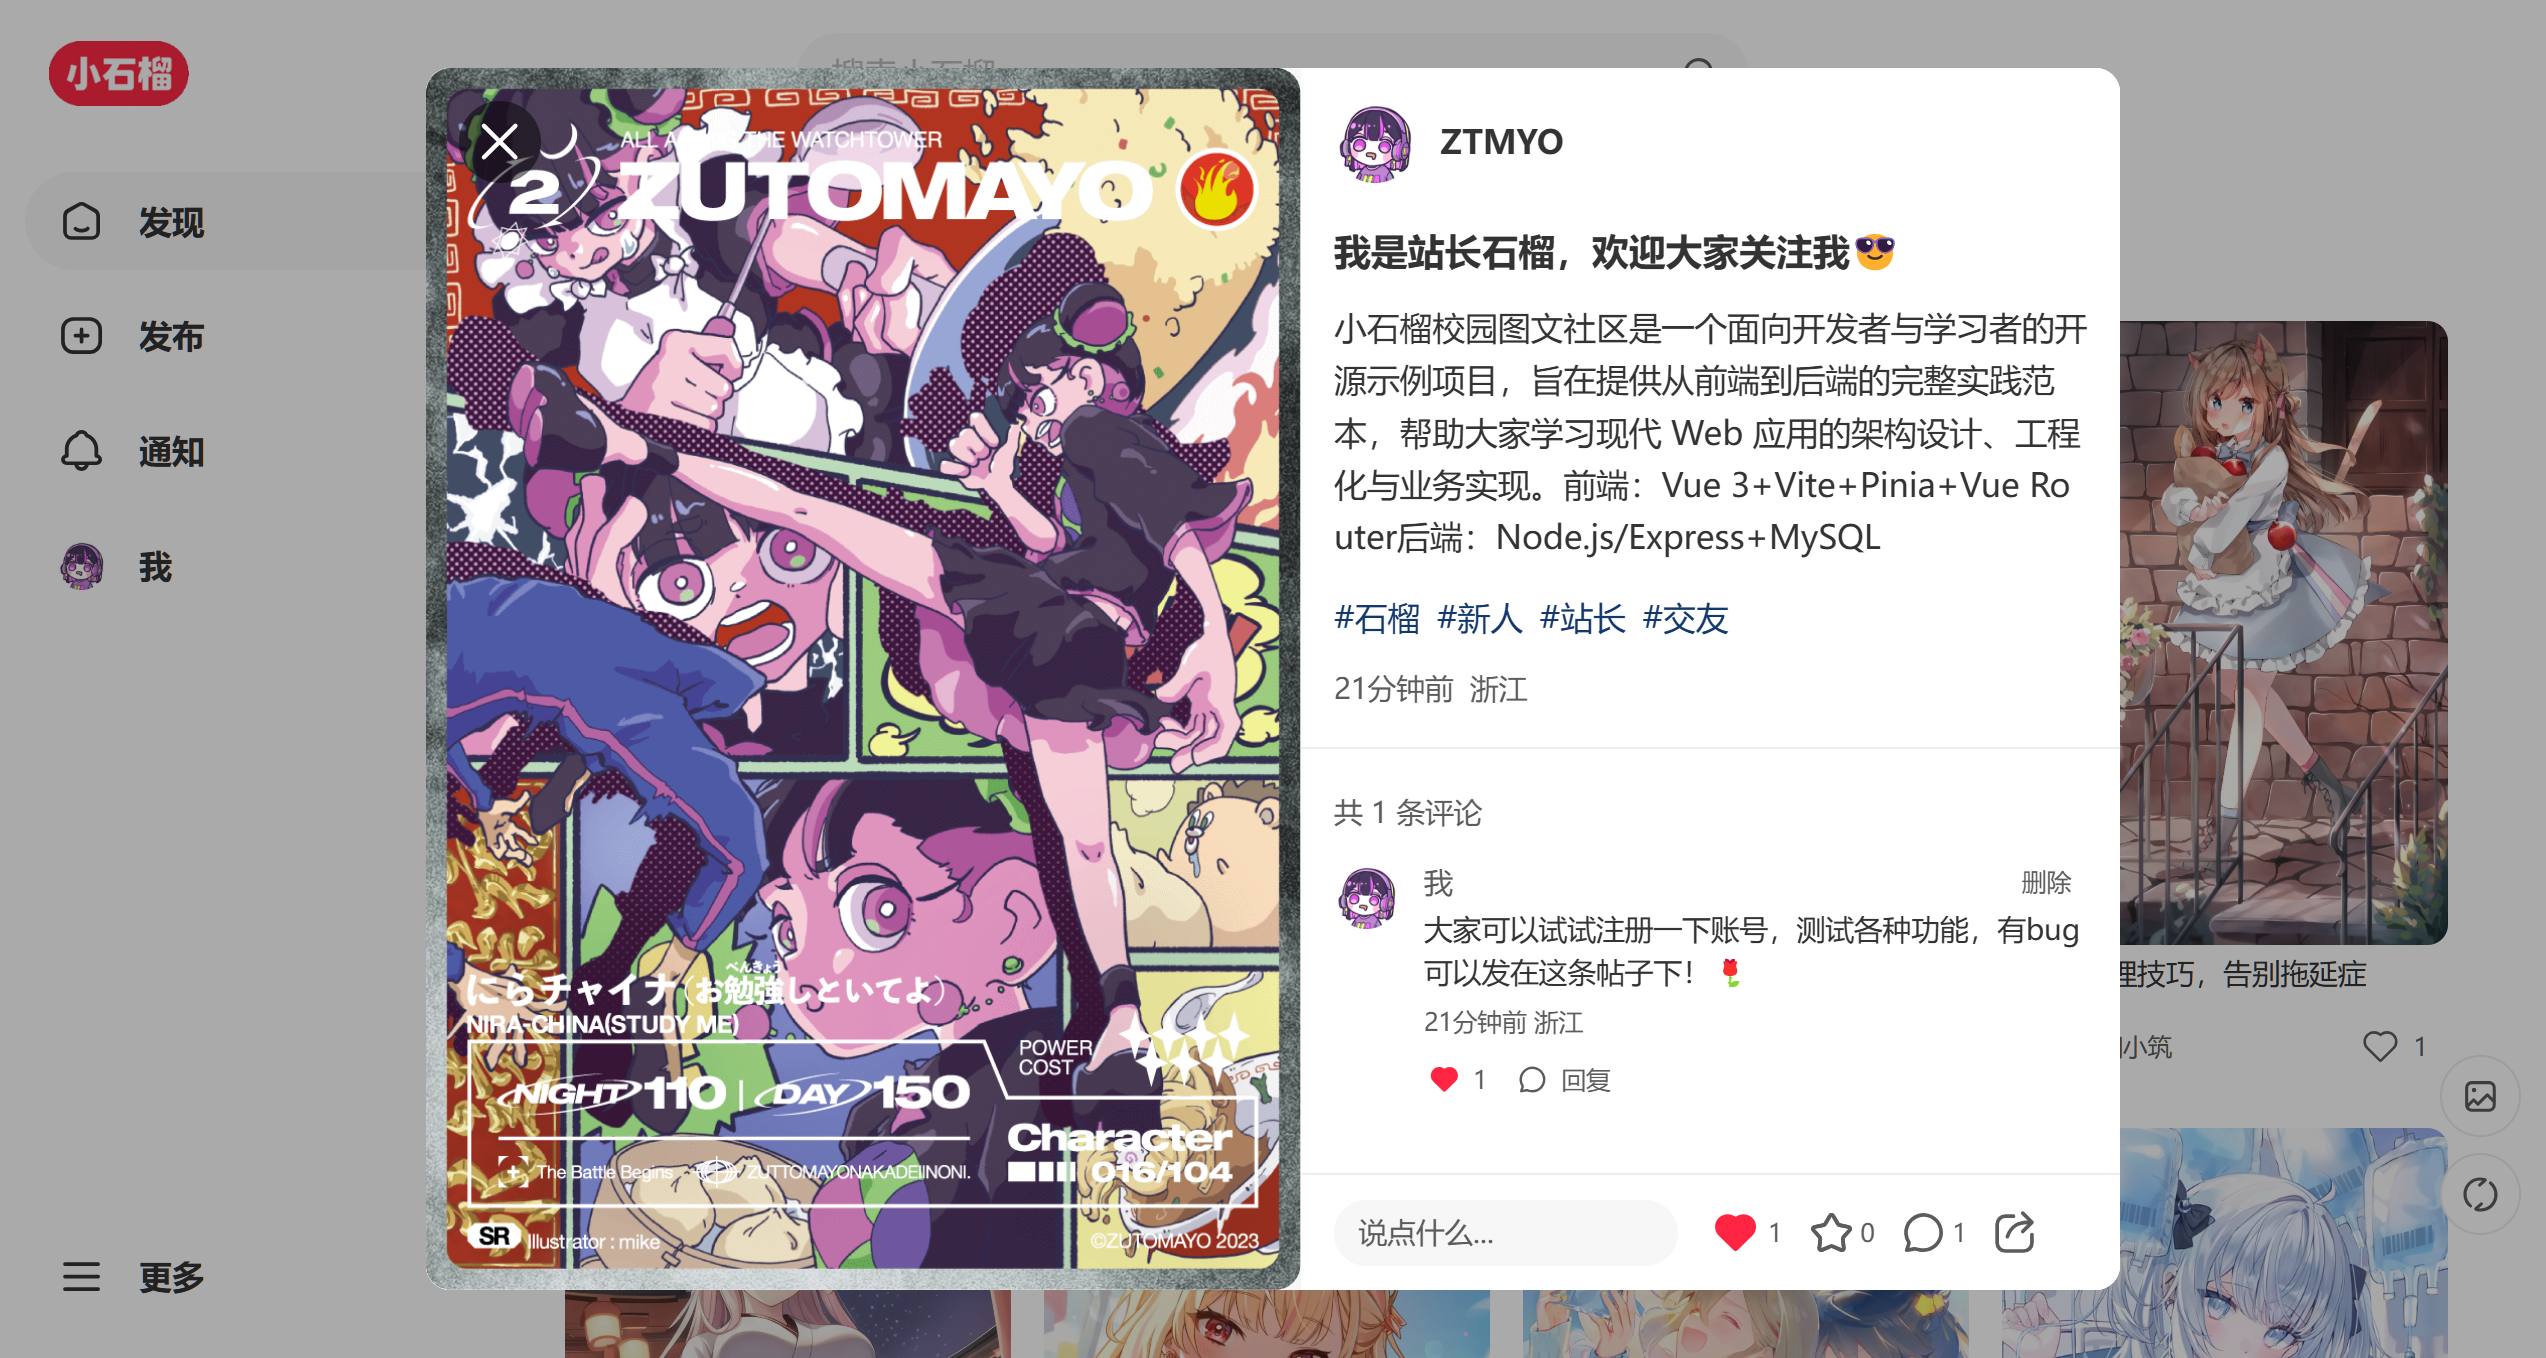 小石榴
搜索小石榴
发现
发布
通知
我
更多
ALL A THE WATCHTOWER
2
ZUTOMAYO
べんきょう
にらチャイナ(お勉強しといてよ)
NIRA-CHINA(STUDY ME)
POWER
COST
NIGHT 110 | DAY 150
Character
016/104
The Battle Begins
ZUTTOMAYONAKADEIINONI.
SR
Illustrator : mike
©ZUTOMAYO 2023
ZTMYO
我是站长石榴，欢迎大家关注我😎
小石榴校园图文社区是一个面向开发者与学习者的开
源示例项目，旨在提供从前端到后端的完整实践范
本，帮助大家学习现代 Web 应用的架构设计、工程
化与业务实现。前端：Vue 3+Vite+Pinia+Vue Ro
uter后端：Node.js/Express+MySQL
#石榴 #新人 #站长 #交友
21分钟前 浙江
共 1 条评论
我
删除
大家可以试试注册一下账号，测试各种功能，有bug
可以发在这条帖子下！🌹
21分钟前 浙江
1 回复
说点什么...
1 0 1
理技巧，告别拖延症
小筑
1